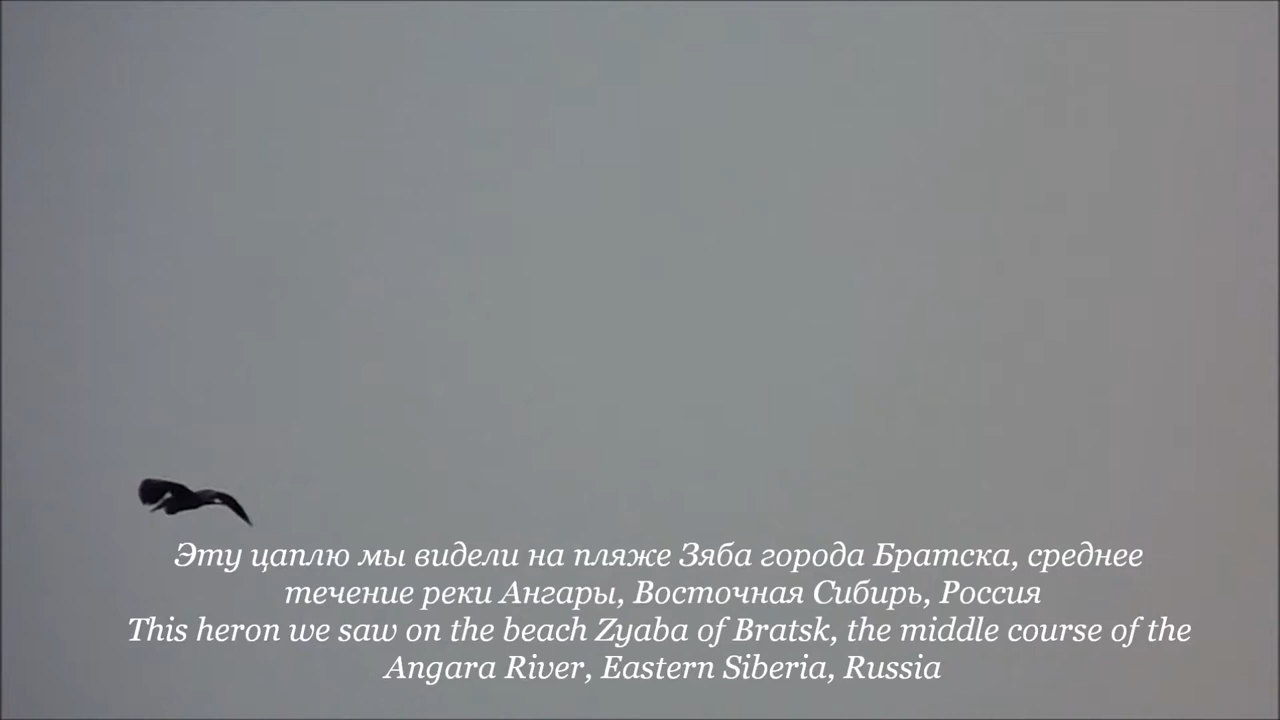 Эту цаплю мы видели на пляже Зяба города Братска, среднее
течение реки Ангары, Восточная Сибирь, Россия
This heron we saw on the beach Zyaba of Bratsk, the middle course of the
Angara River, Eastern Siberia, Russia